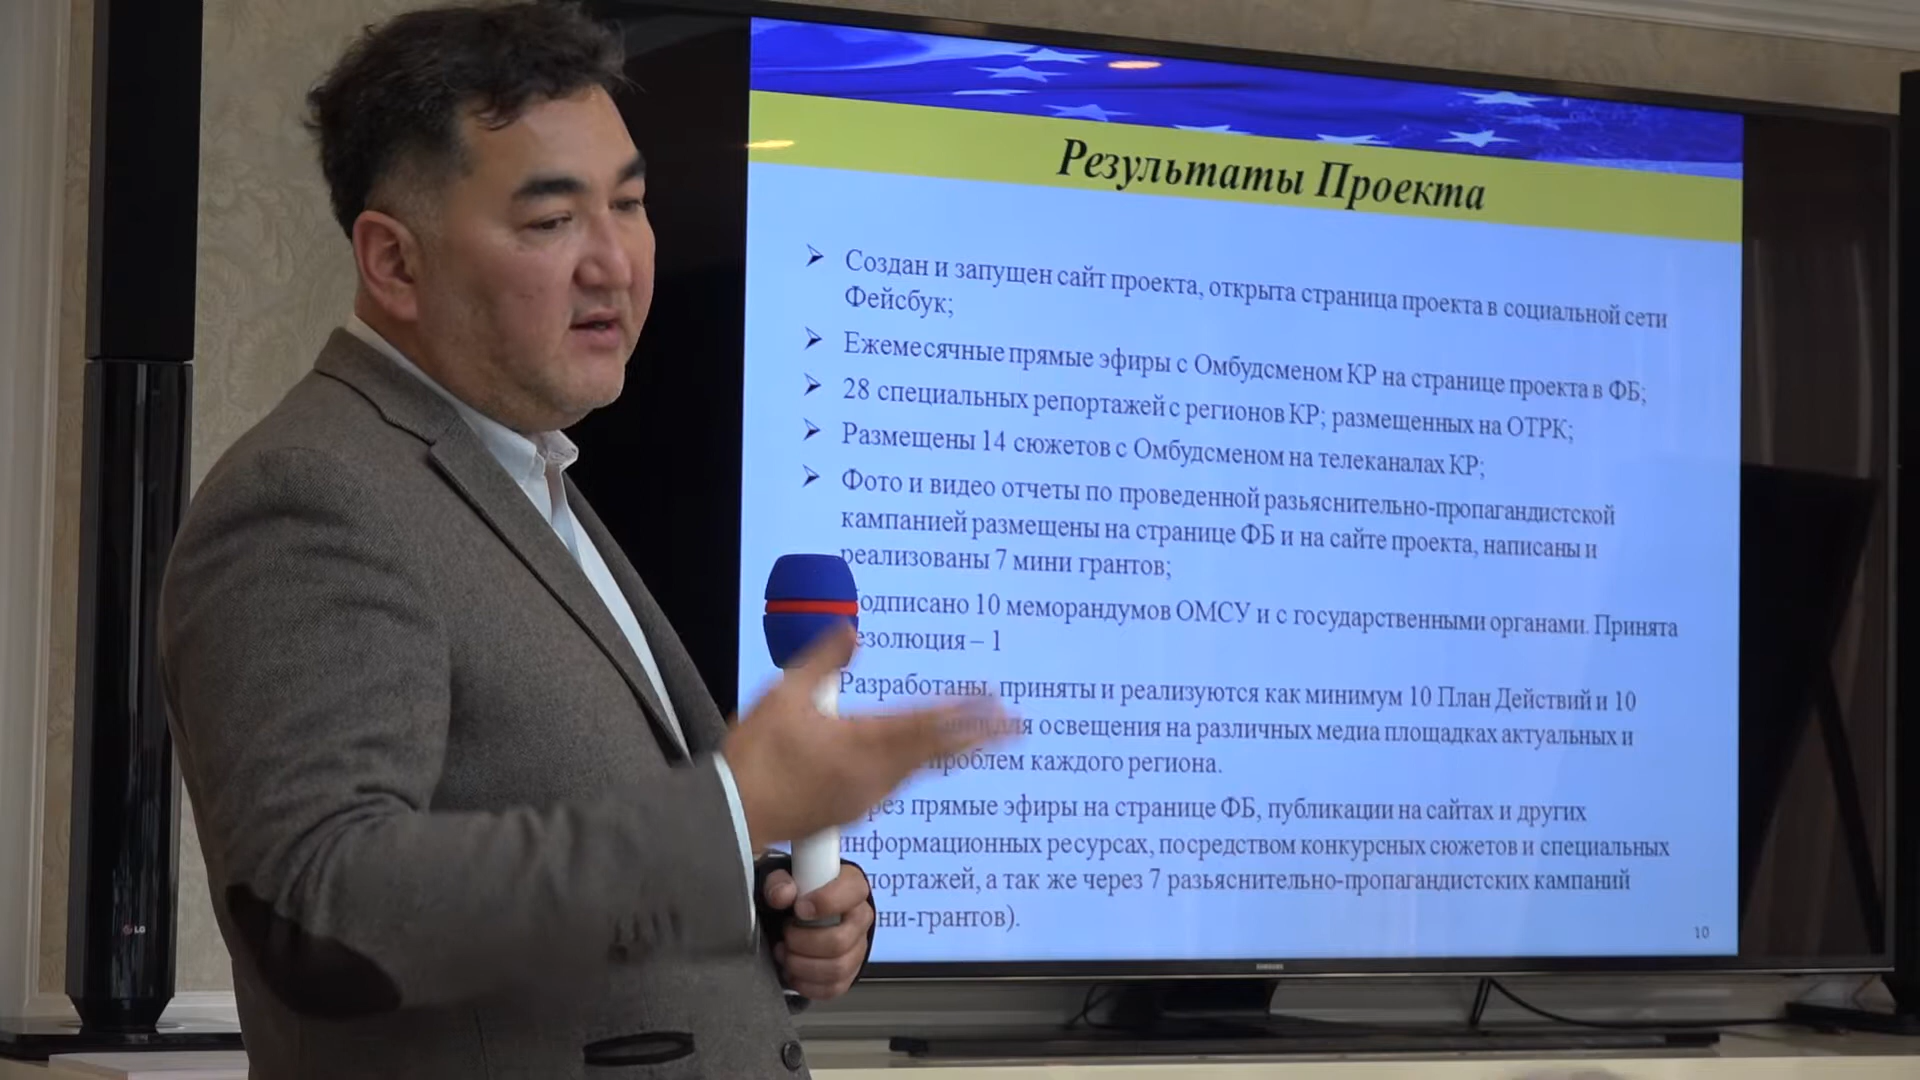 Результаты Проекта
Создан и запущен сайт проекта, открыта страница проекта в социальной сети
Фейсбук;
Ежемесячные прямые эфиры с Омбудсменом КР на странице проекта в ФБ;
28 специальных репортажей с регионов КР; размещенных на ОТРК;
Размещены 14 сюжетов с Омбудсменом на телеканалах КР;
Фото и видео отчеты по проведенной разьяснительно-пропагандистской
кампанией размещены на странице ФБ и на сайте проекта, написаны и
реализованы 7 мини грантов;
одписано 10 меморандумов ОМСУ и с государственными органами. Принята
езолюция – 1
Разработаны, приняты и реализуются как минимум 10 План Действий и 10
для освещения на различных медиа площадках актуальных и
проблем каждого региона.
рез прямые эфиры на странице ФБ, публикации на сайтах и других
информационных ресурсах, посредством конкурсных сюжетов и специальных
портажей, а так же через 7 разьяснительно-пропагандистских кампаний
ни-грантов).
10
LG
SAMSUNG